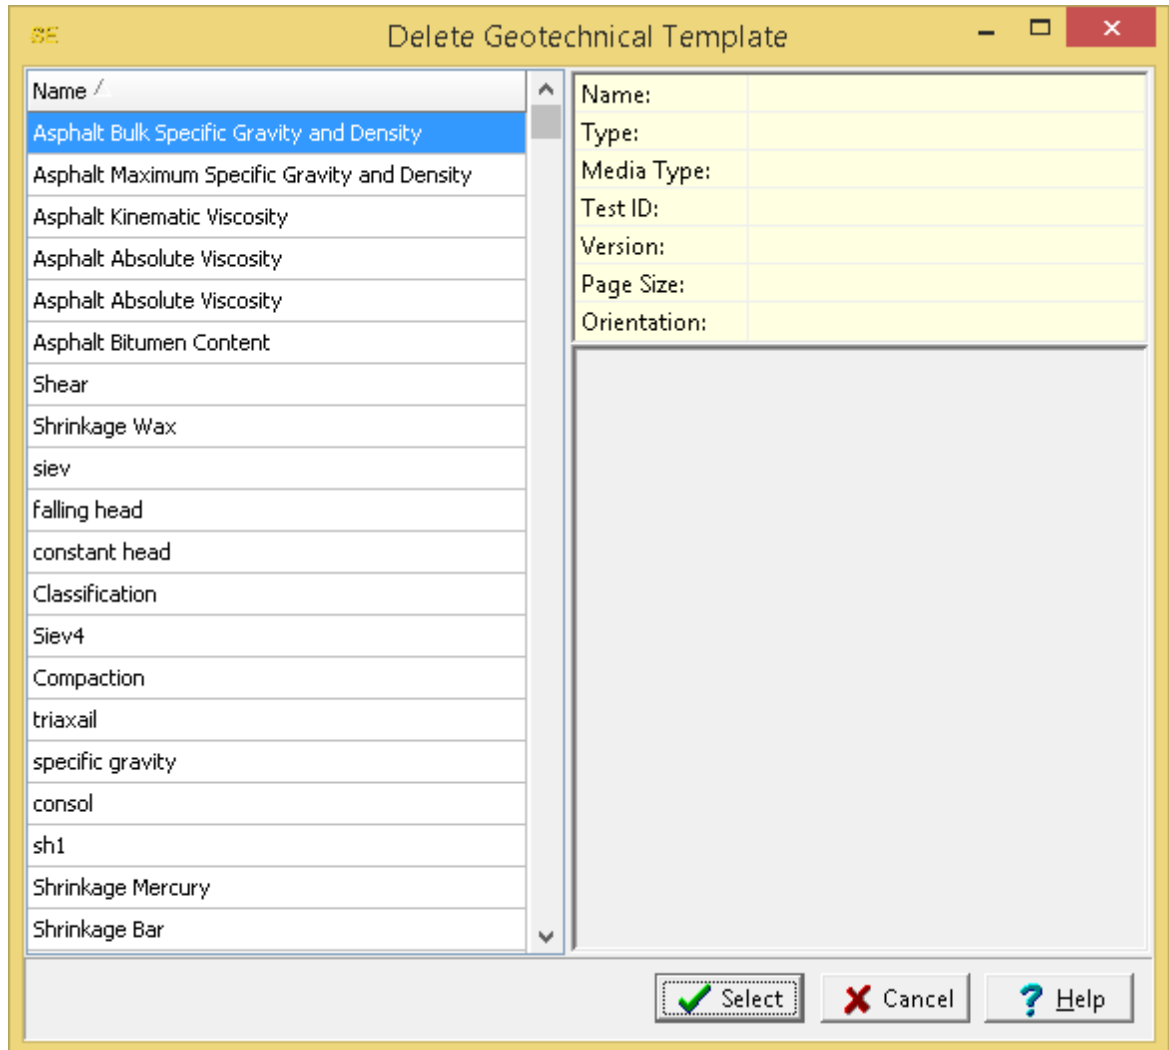 SE
Delete Geotechnical Template
Name
Asphalt Bulk Specific Gravity and Density
Asphalt Maximum Specific Gravity and Density
Asphalt Kinematic Viscosity
Asphalt Absolute Viscosity
Asphalt Absolute Viscosity
Asphalt Bitumen Content
Shear
Shrinkage Wax
siev
falling head
constant head
Classification
Siev4
Compaction
triaxail
specific gravity
consol
sh1
Shrinkage Mercury
Shrinkage Bar
Name:
Type:
Media Type:
Test ID:
Version:
Page Size:
Orientation:
Select
Cancel
Help